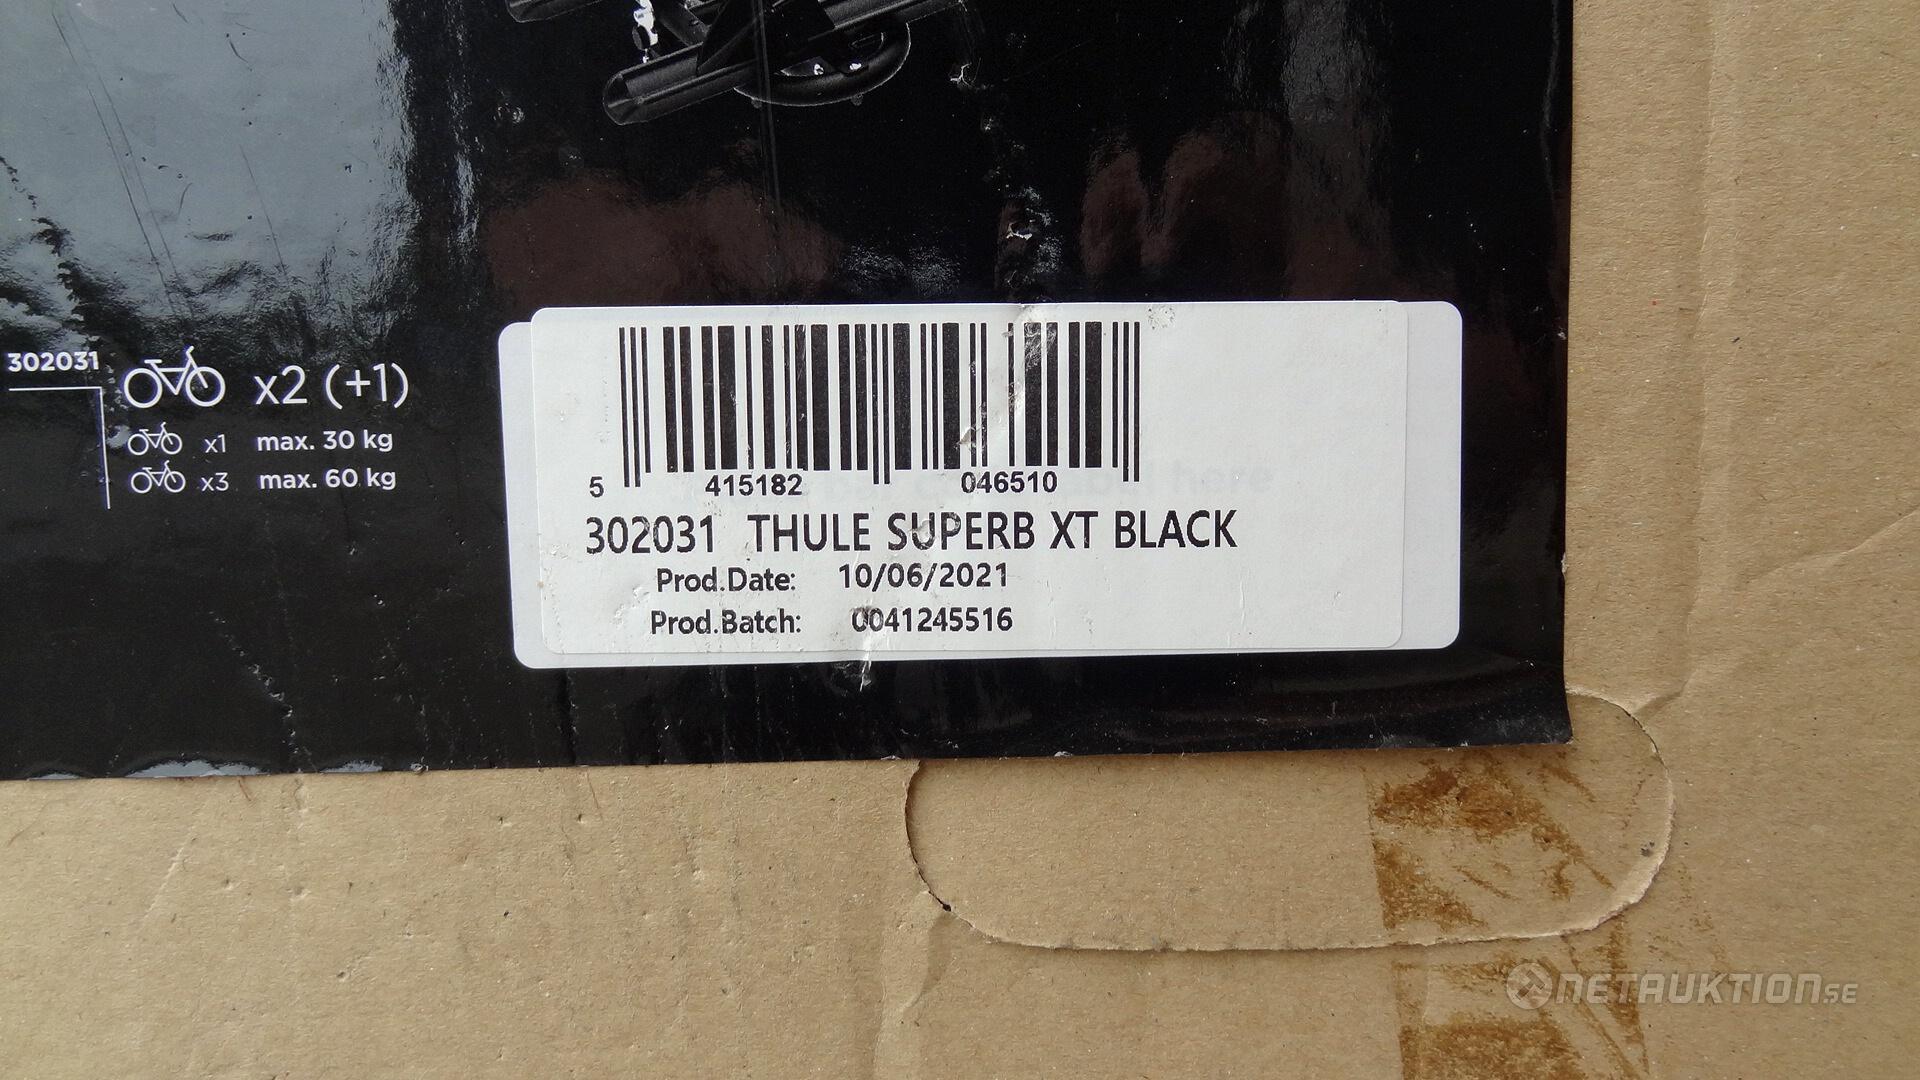 302031
x2 (+1)
x1 max. 30 kg
x3 max. 60 kg
5 415182 046510
302031 THULE SUPERB XT BLACK
Prod.Date: 10/06/2021
Prod.Batch: 0041245516
here
NETAUKTION.SE